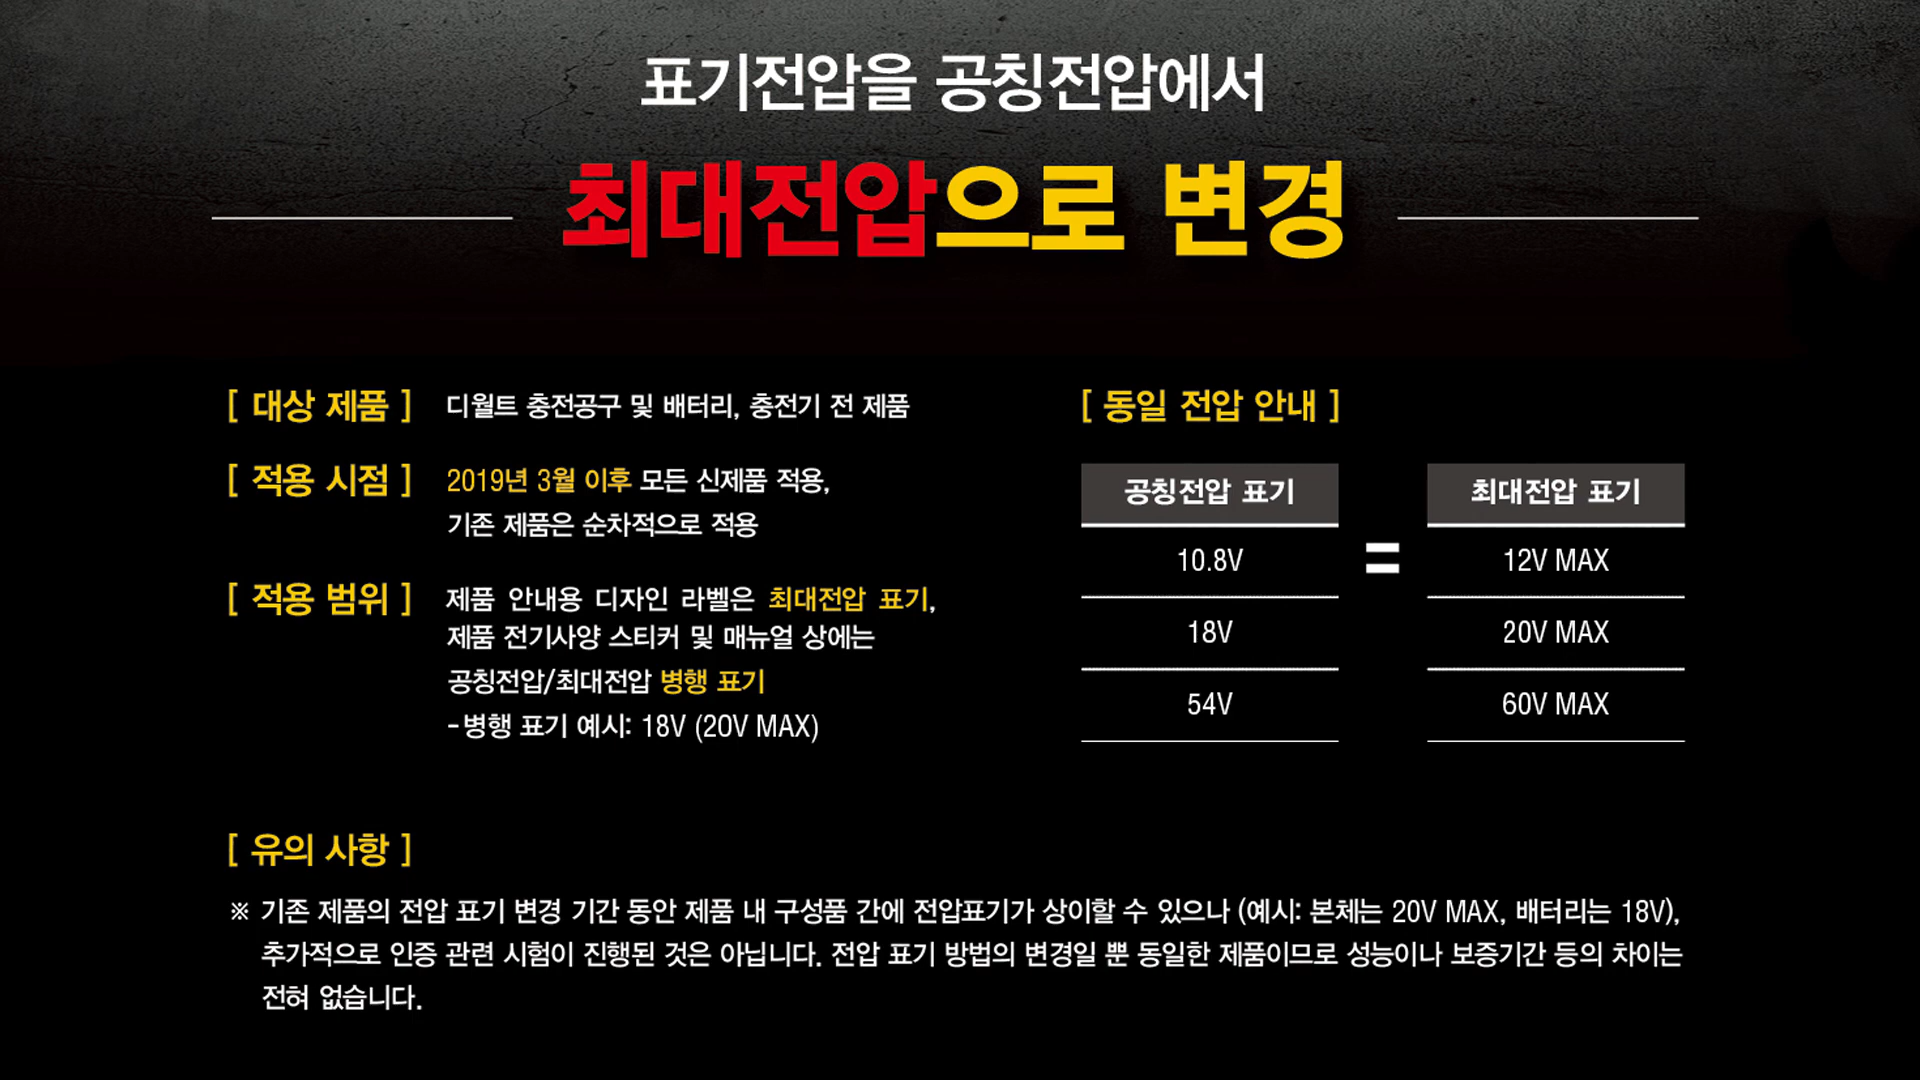 표기전압을 공칭전압에서
최대전압으로 변경
[ 대상 제품 ] 디월트 충전공구 및 배터리, 충전기 전 제품
[ 적용 시점 ] 2019년 3월 이후 모든 신제품 적용,
기존 제품은 순차적으로 적용
[ 적용 범위 ] 제품 안내용 디자인 라벨은 최대전압 표기,
제품 전기사양 스티커 및 매뉴얼 상에는
공칭전압/최대전압 병행 표기
-병행 표기 예시: 18V (20V MAX)
[ 동일 전압 안내 ]
공칭전압 표기 최대전압 표기
10.8V = 12V MAX
18V 20V MAX
54V 60V MAX
[ 유의 사항 ]
※ 기존 제품의 전압 표기 변경 기간 동안 제품 내 구성품 간에 전압표기가 상이할 수 있으나 (예시: 본체는 20V MAX, 배터리는 18V),
추가적으로 인증 관련 시험이 진행된 것은 아닙니다. 전압 표기 방법의 변경일 뿐 동일한 제품이므로 성능이나 보증기간 등의 차이는
전혀 없습니다.